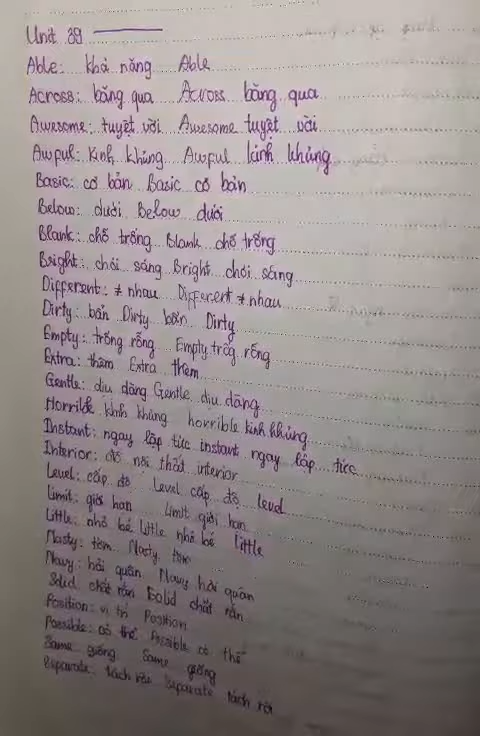 Unit 39
Able: khả năng Able
Across: băng qua Across băng qua
Awesome: tuyệt vời Awesome tuyệt vời
Awful: Kinh khủng Awful kinh khủng
Basic: cơ bản Basic cơ bản
Below: dưới Below dưới
Blank: chỗ trống Blank chỗ trống
Bright: chói sáng Bright chói sáng
Different: ≠ nhau Different ≠ nhau
Dirty: bẩn Dirty bẩn Dirty
Empty: trống rỗng Empty trốg rỗng
Extra: thêm Extra thêm
Gentle: dịu dàng Gentle dịu dàng
Horrible kinh khủng horrible kinh khủng
Instant: ngay lập tức instant ngay lập tức
Interior: đồ nội thất interior
Level: cấp độ Level cấp độ level
Limit: giới hạn Limit giới hạn
Little: nhỏ bé Little nhỏ bé little
Nasty: tởm Nasty tởm
Navy: hải quân Navy hải quân
Solid chất rắn Solid chất rắn
Position: vị trí Position
Possible: có thể Possible có thể
Same giống Same giống
Separate: tách rời Separate tách rời